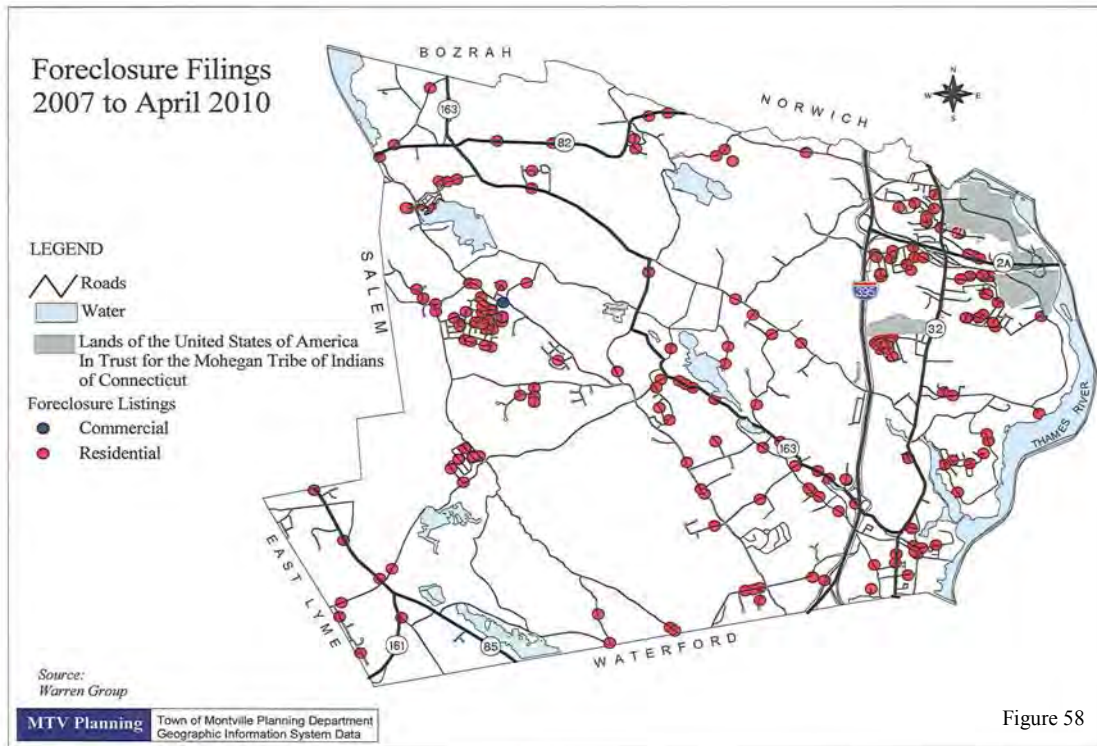 Foreclosure Filings
2007 to April 2010
BOZRAH
NORWICH
N
W E
S
163
82
SALEM
2A
395
32
LEGEND
Roads
Water
Lands of the United States of America
In Trust for the Mohegan Tribe of Indians
of Connecticut
Foreclosure Listings
Commercial
Residential
THAMES RIVER
163
EAST LYME
161
85
WATERFORD
Source:
Warren Group
MTV Planning
Town of Montville Planning Department
Geographic Information System Data
Figure 58